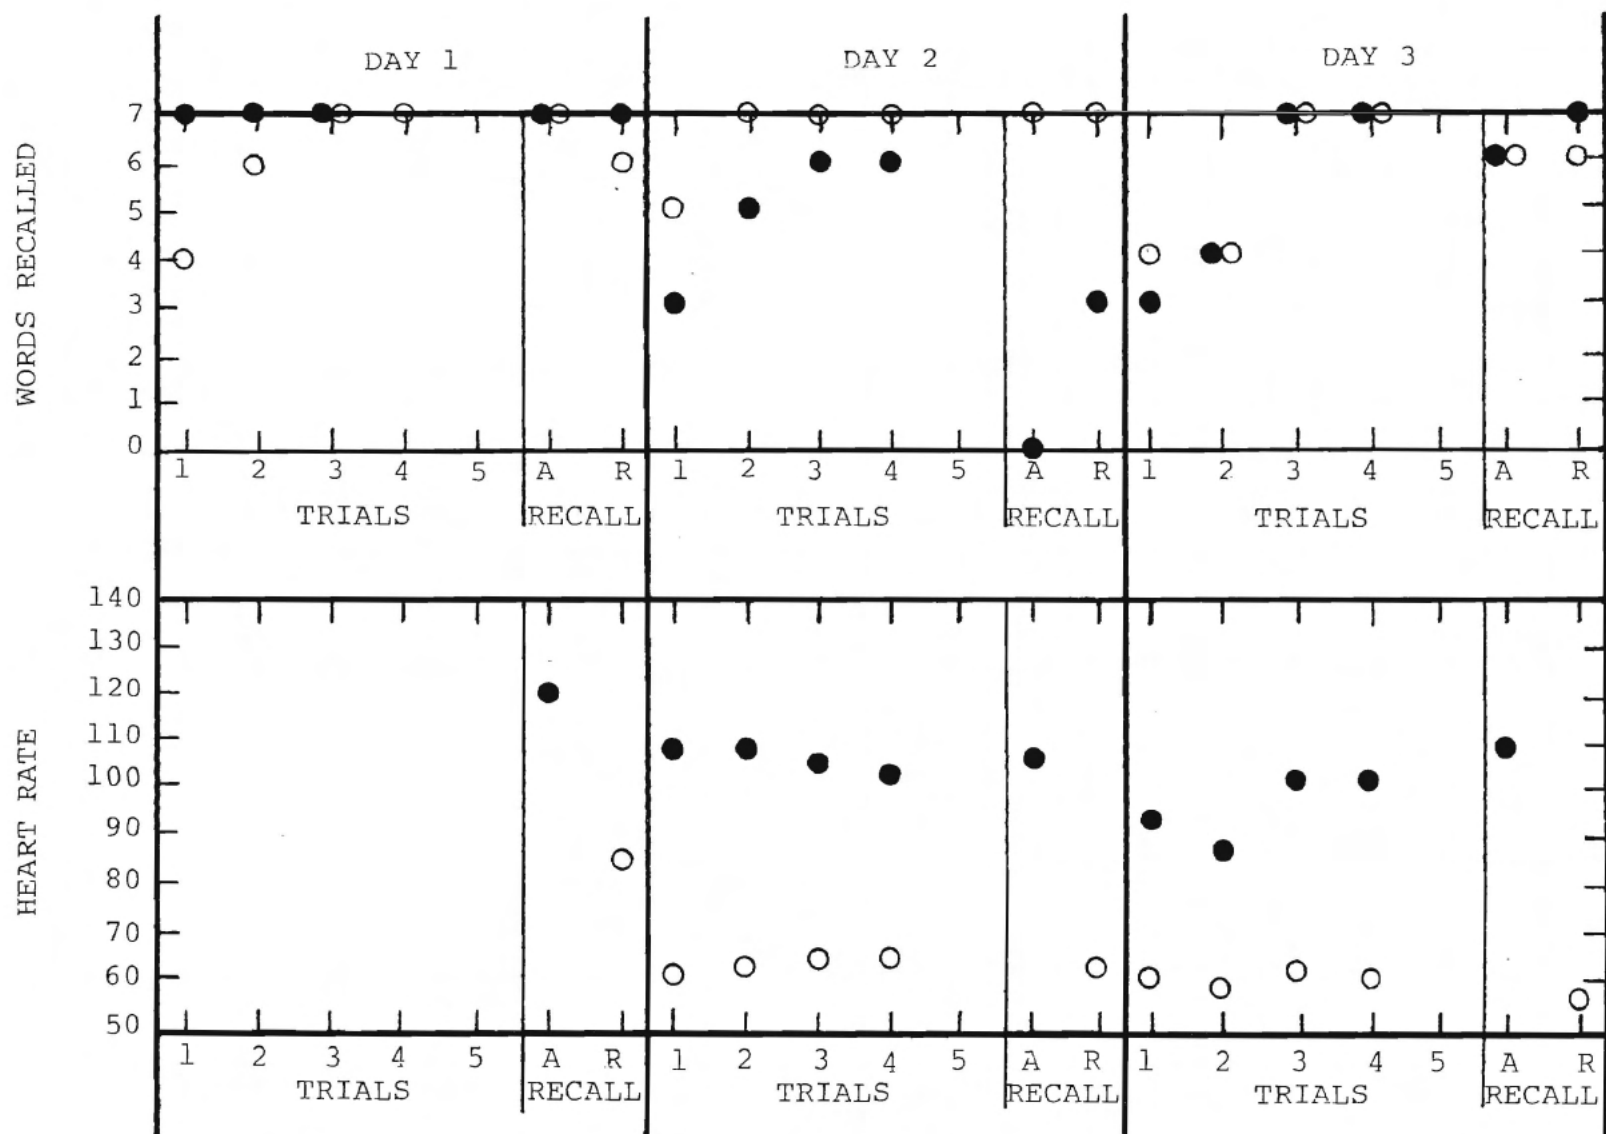 DAY 1 DAY 2 DAY 3
WORDS RECALLED
7
6
5
4
3
2
1
0
1 2 3 4 5 A R 1 2 3 4 5 A R 1 2 3 4 5 A R
TRIALS RECALL TRIALS RECALL TRIALS RECALL
HEART RATE
140
130
120
110
100
90
80
70
60
50
1 2 3 4 5 A R 1 2 3 4 5 A R 1 2 3 4 5 A R
TRIALS RECALL TRIALS RECALL TRIALS RECALL